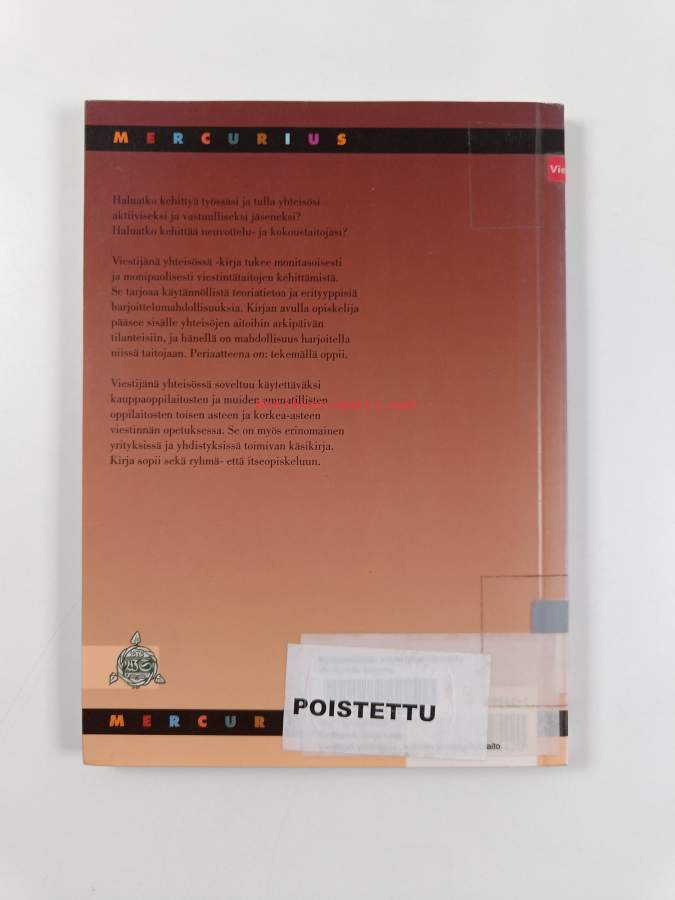 MERCURIUS
Vie
Haluatko kehittyä työssäsi ja tulla yhteisösi
aktiiviseksi ja vastuulliseksi jäseneksi?
Haluatko kehittää neuvottelu- ja kokoustaitojasi?
Viestijänä yhteisössä -kirja tukee monitasoisesti
ja monipuolisesti viestintätaitojen kehittämistä.
Se tarjoaa käytännöllistä teoriatietoa ja erityyppisiä
harjoittelumahdollisuuksia. Kirjan avulla opiskelija
pääsee sisälle yhteisöjen aitoihin arkipäivän
tilanteisiin, ja hänellä on mahdollisuus harjoitella
niissä taitojaan. Periaatteena on: tekemällä oppii.
Viestijänä yhteisössä soveltuu käytettäväksi
kauppaoppilaitosten ja muiden ammatillisten
oppilaitosten toisen asteen ja korkea-asteen
viestinnän opetuksessa. Se on myös erinomainen
yrityksissä ja yhdistyksissä toimivan käsikirja.
Kirja sopii sekä ryhmä- että itseopiskeluun.
WS
MERCUR
POISTETTU
aito